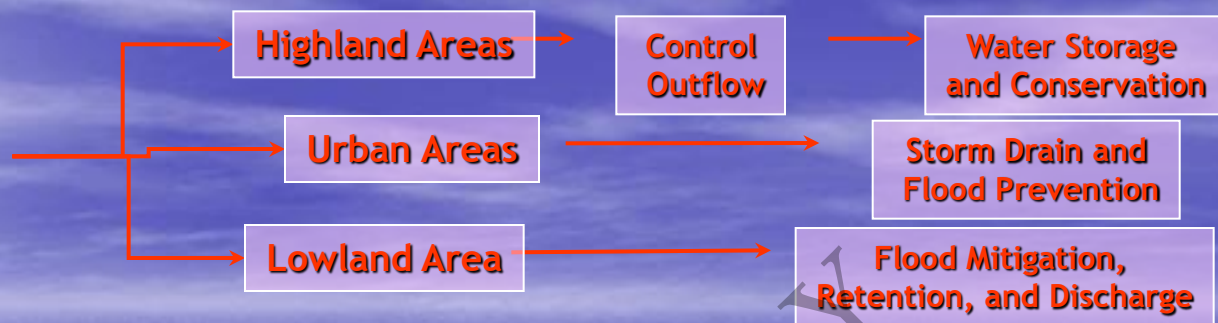 Highland Areas
Control
Outflow
Water Storage
and Conservation
Urban Areas
Storm Drain and
Flood Prevention
Lowland Area
Flood Mitigation,
Retention, and Discharge